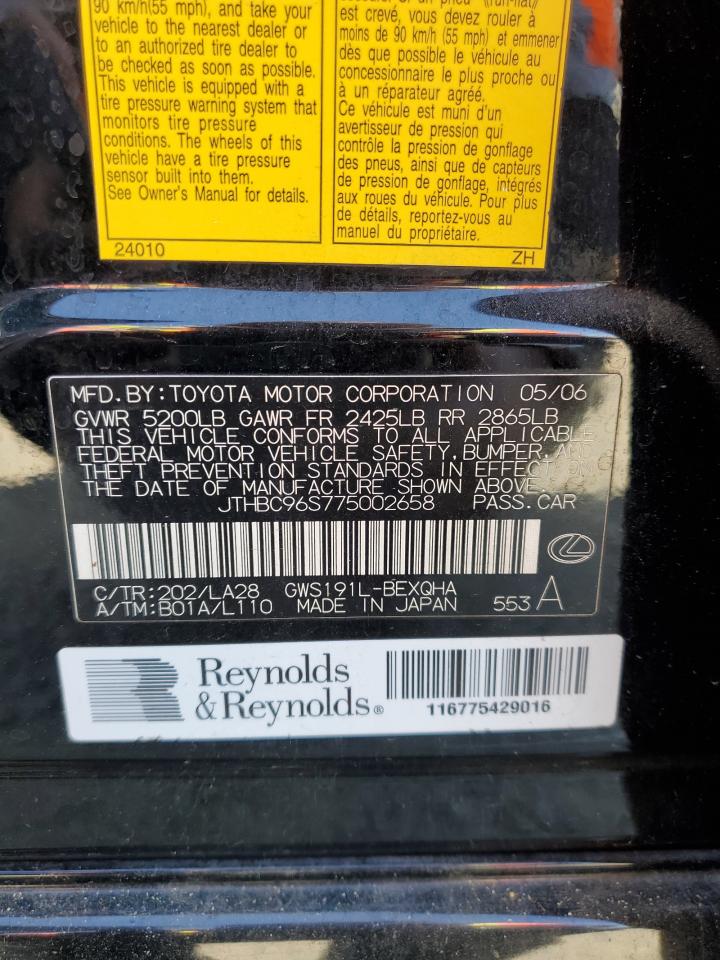 90 km/h(55 mph), and take your
vehicle to the nearest dealer or
to an authorized tire dealer to
be checked as soon as possible.
This vehicle is equipped with a
tire pressure warning system that
monitors tire pressure
conditions. The wheels of this
vehicle have a tire pressure
sensor built into them.
See Owner's Manual for details.
est crevé, vous devez rouler à
moins de 90 km/h (55 mph) et emmener
dès que possible le véhicule au
concessionnaire le plus proche ou
à un réparateur agréé.
Ce véhicule est muni d'un
avertisseur de pression qui
contrôle la pression de gonflage
des pneus, ainsi que de capteurs
de pression de gonflage, intégrés
aux roues du véhicule. Pour plus
de détails, reportez-vous au
manuel du propriétaire.
24010
ZH
MFD.BY:TOYOTA MOTOR CORPORATION 05/06
GVWR 5200LB GAWR FR 2425LB RR 2865LB
THIS VEHICLE CONFORMS TO ALL APPLICABLE
FEDERAL MOTOR VEHICLE SAFETY,BUMPER,AND
THEFT PREVENTION STANDARDS IN EFFECT ON
THE DATE OF MANUFACTURE SHOWN ABOVE.
JTHBC96S775002658 PASS.CAR
C/TR:202/LA28 GWS191L-BEXQHA
A/TM:B01A/L110 MADE IN JAPAN 553 A
Reynolds
& Reynolds®
116775429016